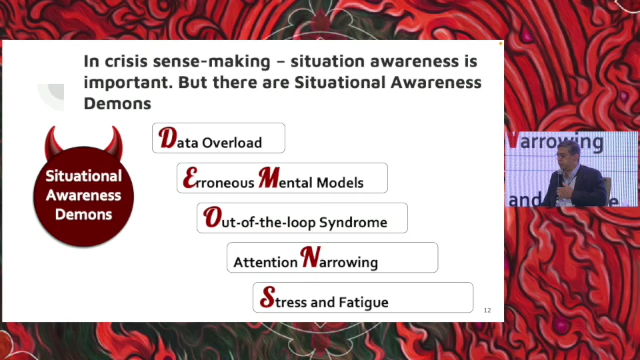 In crisis sense-making – situation awareness is
important. But there are Situational Awareness
Demons
Situational
Awareness
Demons
Data Overload
Erroneous Mental Models
Out-of-the-loop Syndrome
Attention Narrowing
Stress and Fatigue
12
Narrowing
and